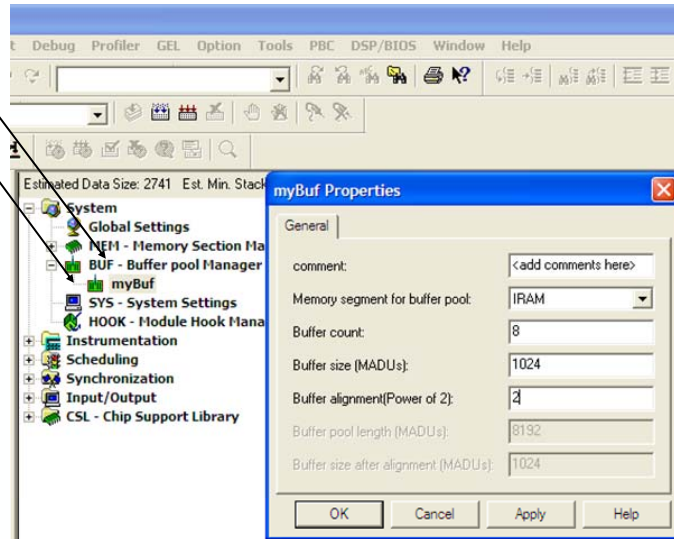 t Debug Profiler GEL Option Tools PBC DSP/BIOS Window Help
Estimated Data Size: 2741 Est. Min. Stack
System
Global Settings
MEM - Memory Section Ma
BUF - Buffer pool Manager
myBuf
SYS - System Settings
HOOK - Module Hook Mana
Instrumentation
Scheduling
Synchronization
Input/Output
CSL - Chip Support Library
myBuf Properties
General
comment: <add comments here>
Memory segment for buffer pool: IRAM
Buffer count: 8
Buffer size (MADUs): 1024
Buffer alignment(Power of 2): 2
Buffer pool length (MADUs): 8192
Buffer size after alignment (MADUs): 1024
OK Cancel Apply Help